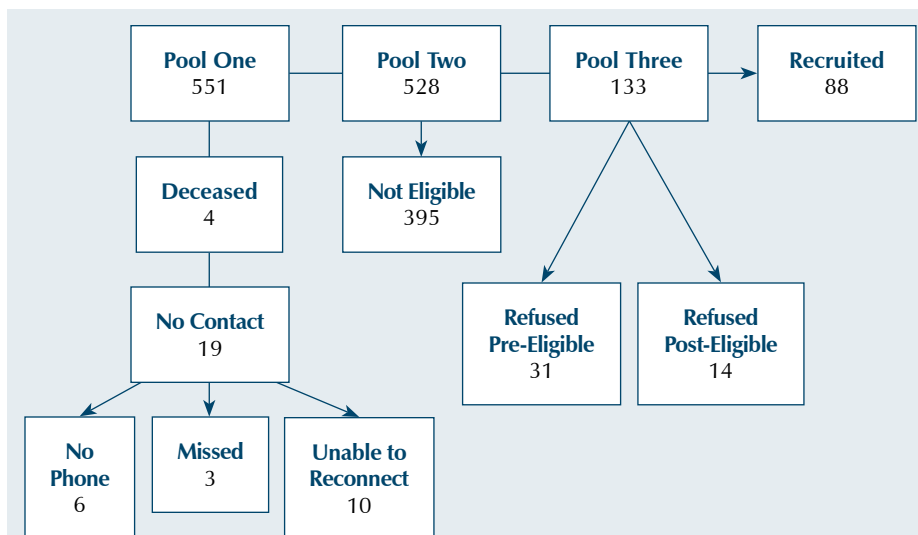 Pool One
551
Pool Two
528
Pool Three
133
Recruited
88
Deceased
4
Not Eligible
395
No Contact
19
Refused
Pre-Eligible
31
Refused
Post-Eligible
14
No
Phone
6
Missed
3
Unable to
Reconnect
10